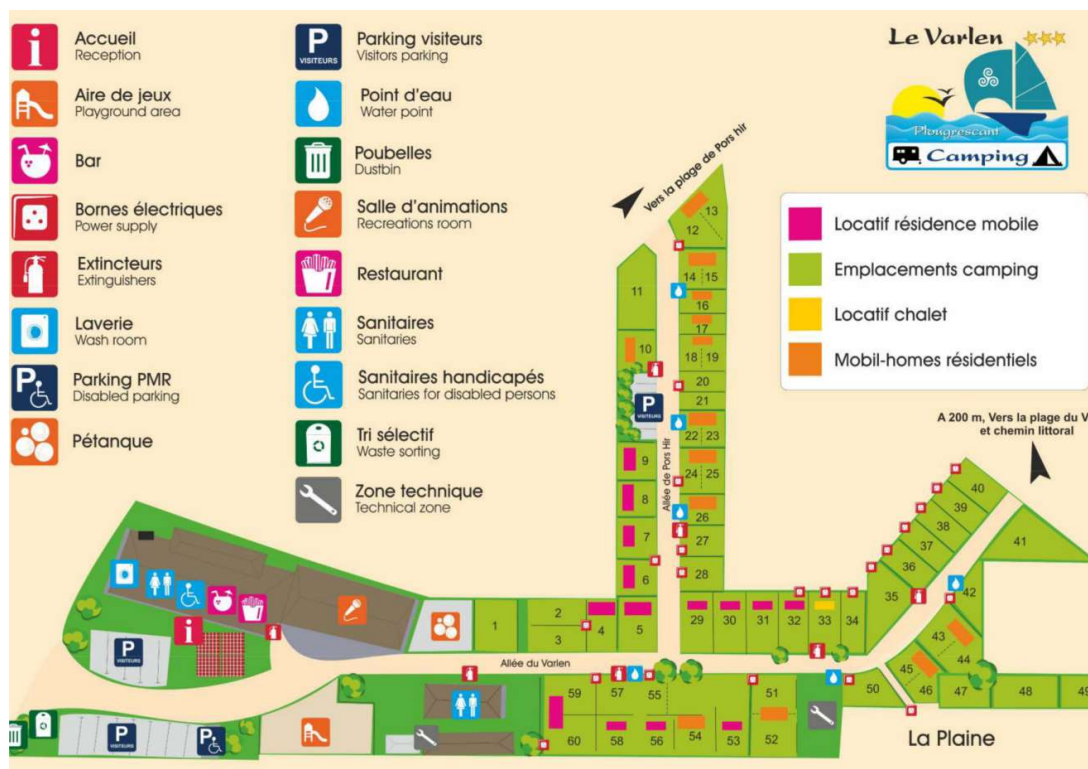 Accueil
Reception
Aire de jeux
Playground area
Bar
Bornes électriques
Power supply
Extincteurs
Extinguishers
Laverie
Wash room
Parking PMR
Disabled parking
Pétanque
P
VISITEURS
Parking visiteurs
Visitors parking
Point d'eau
Water point
Poubelles
Dustbin
Salle d'animations
Recreations room
Restaurant
Sanitaires
Sanitaries
Sanitaires handicapés
Sanitaries for disabled persons
Tri sélectif
Waste sorting
Zone technique
Technical zone
Le Varlen
Plougrescant
Camping
Locatif résidence mobile
Emplacements camping
Locatif chalet
Mobil-homes résidentiels
Vers la plage de Pors hir
A 200 m, Vers la plage du V
et chemin littoral
13
12
14 15
16
17
18 19
20
21
22 23
24 25
26
27
28
11
10
P
VISITEURS
9
8
7
6
Allée de Pors Hir
40
39
38
37
36
35
41
42
43
44
45
46
47
48
49
50
1
2
3
4
5
29
30
31
32
33
34
P
VISITEURS
Allée du Varlen
59
57
55
51
60
58
56
54
53
52
P
VISITEURS
P
La Plaine